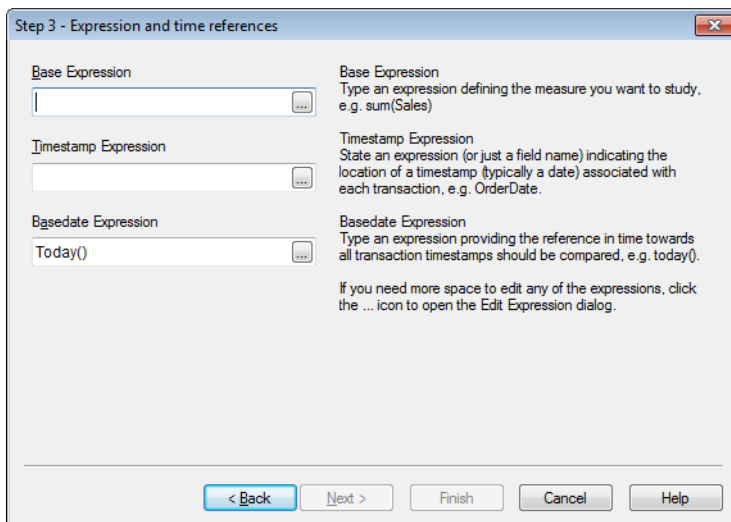 Step 3 - Expression and time references
Base Expression
...
Timestamp Expression
...
Basedate Expression
Today()
...
Base Expression
Type an expression defining the measure you want to study,
e.g. sum(Sales)
Timestamp Expression
State an expression (or just a field name) indicating the
location of a timestamp (typically a date) associated with
each transaction, e.g. OrderDate.
Basedate Expression
Type an expression providing the reference in time towards
all transaction timestamps should be compared, e.g. today().
If you need more space to edit any of the expressions, click
the ... icon to open the Edit Expression dialog.
< Back
Next >
Finish
Cancel
Help